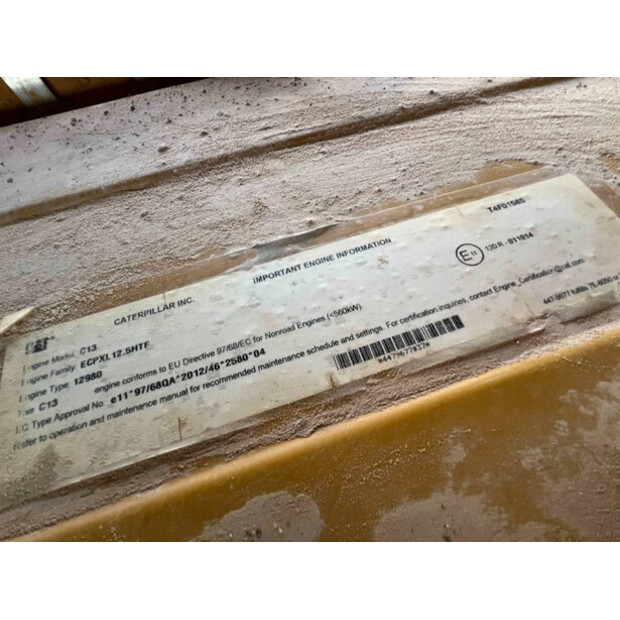 CAT
CATERPILLAR INC.
IMPORTANT ENGINE INFORMATION
T4F01565
Engine Model: C13
Engine Family: ECPXL12.5HTF
Engine Type: 12980
E 11 120 R - 011014
This C13 engine conforms to EU Directive 97/68/EC for Nonroad Engines (<560kW)
EC Type Approval No: e11*97/68QA*2012/46*2580*04
Refer to operation and maintenance manual for recommended maintenance schedule and settings. For certification inquiries, contact Engine_Certification@cat.com